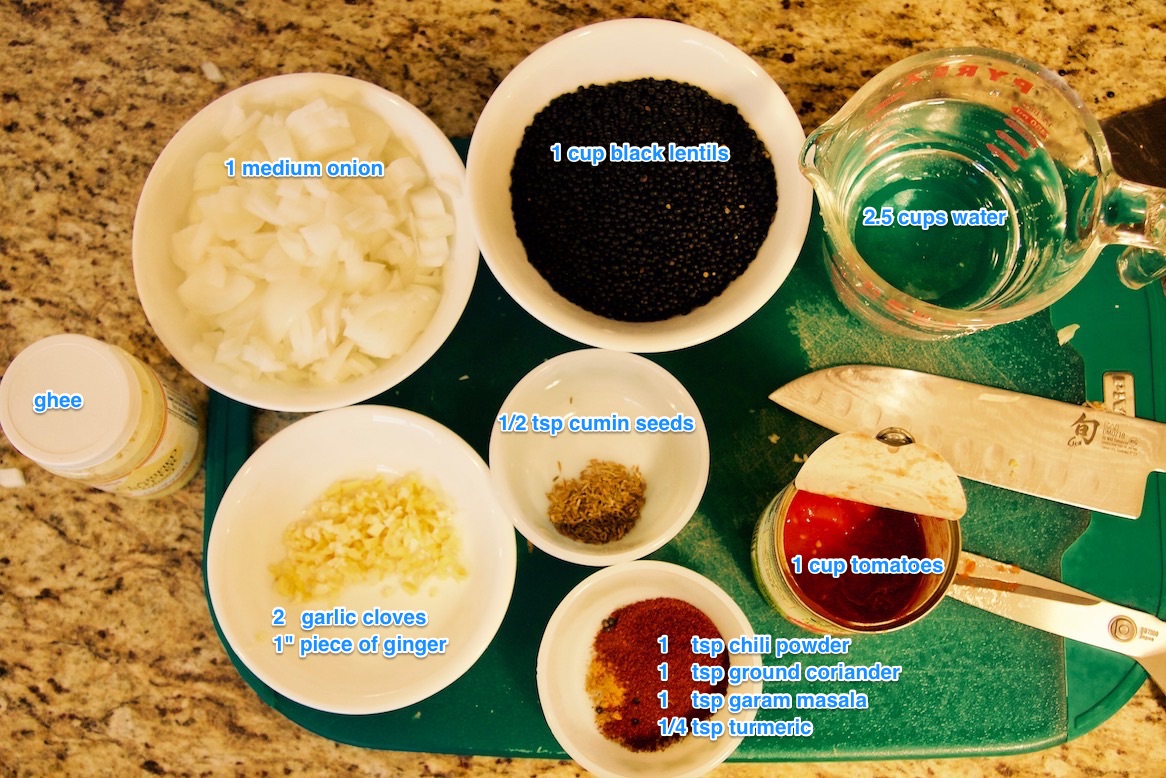 PYREX
1 cup black lentils
1 medium onion
2.5 cups water
ghee
1/2 tsp cumin seeds
旬
Shun
1 cup tomatoes
2 garlic cloves
1" piece of ginger
1 tsp chili powder
1 tsp ground coriander
1 tsp garam masala
1/4 tsp turmeric